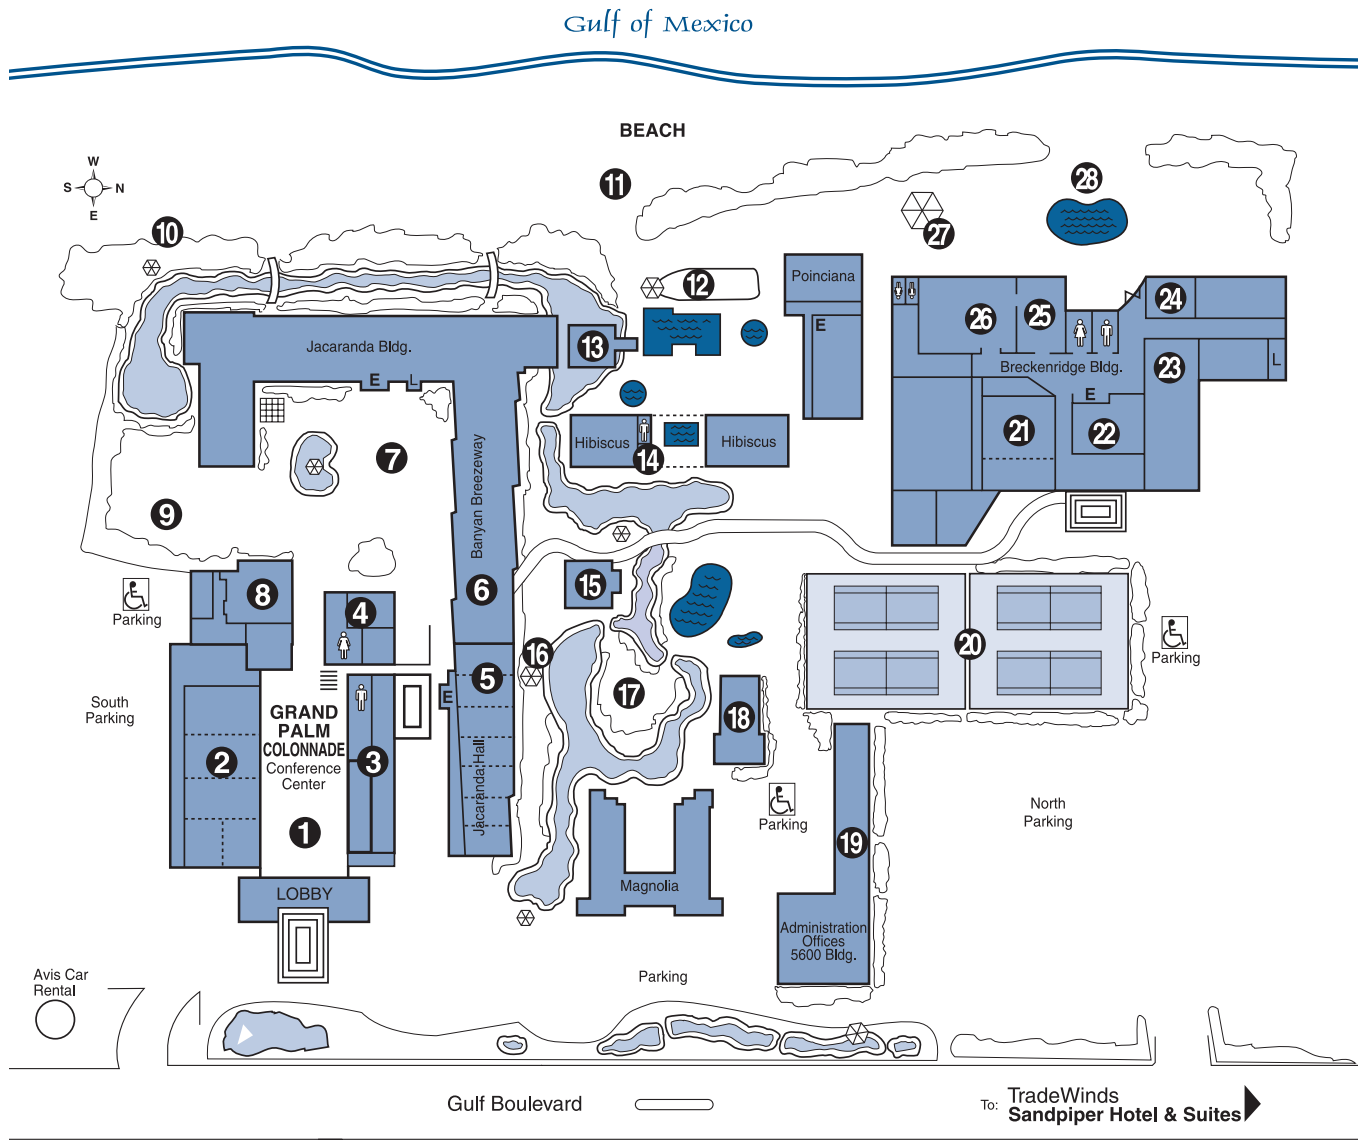 Gulf of Mexico
BEACH
W
S N
E
11
28
10
27
12
Poinciana
E
24
26
25
13
Jacaranda Bldg.
E
L
Breckenridge Bldg.
23
L
E
Hibiscus
Hibiscus
14
21
22
7
Banyan Breezeway
9
6
15
8
4
Parking
20
Parking
16
5
E
17
18
South
Parking
GRAND
PALM
COLONNADE
Conference
Center
2
3
Jacaranda Hall
1
Parking
19
North
Parking
LOBBY
Magnolia
Administration
Offices
5600 Bldg.
Avis Car
Rental
Parking
Gulf Boulevard
To: TradeWinds
Sandpiper Hotel & Suites